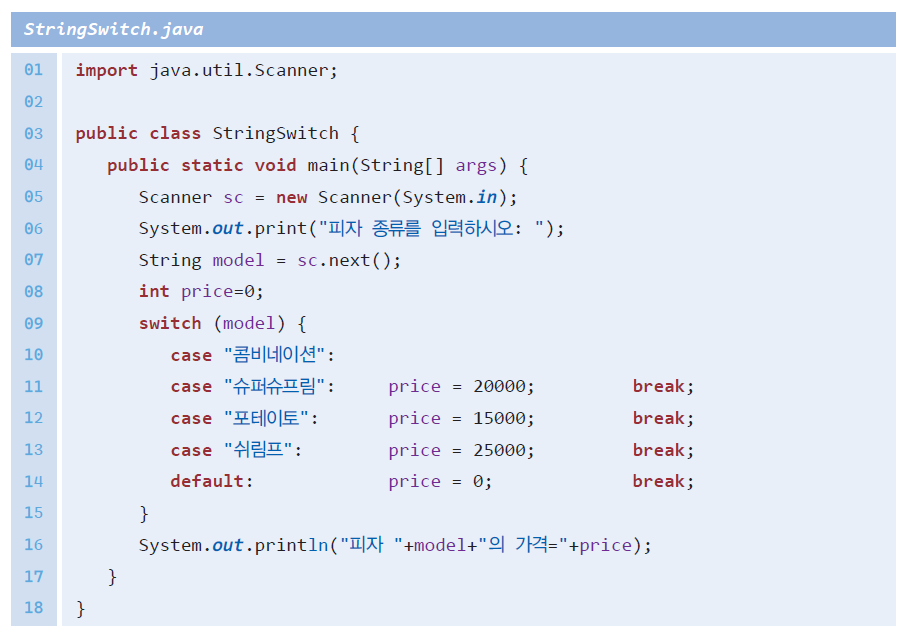 StringSwitch.java
01 import java.util.Scanner;
02
03 public class StringSwitch {
04 public static void main(String[] args) {
05 Scanner sc = new Scanner(System.in);
06 System.out.print("피자 종류를 입력하시오: ");
07 String model = sc.next();
08 int price=0;
09 switch (model) {
10 case "콤비네이션":
11 case "슈퍼슈프림": price = 20000; break;
12 case "포테이토": price = 15000; break;
13 case "쉬림프": price = 25000; break;
14 default: price = 0; break;
15 }
16 System.out.println("피자 "+model+"의 가격="+price);
17 }
18 }